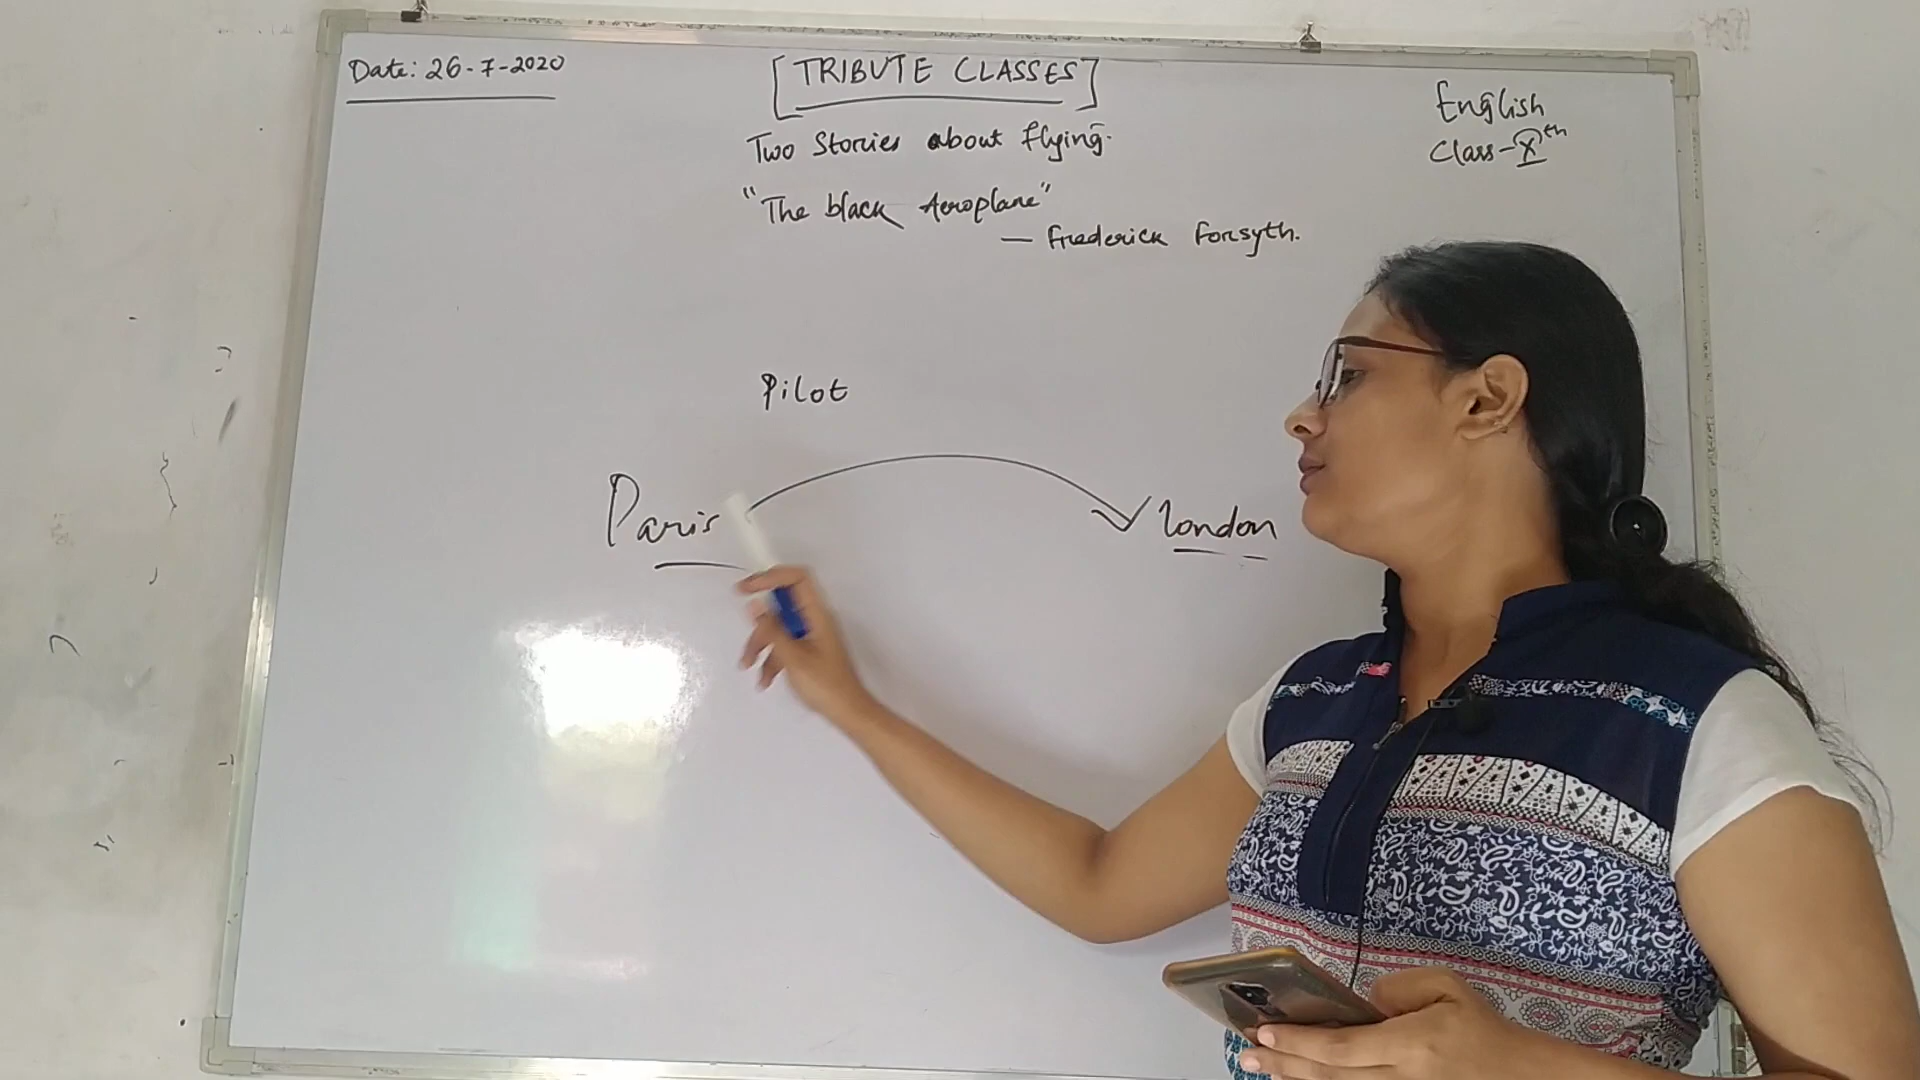 Date: 26-7-2020
[TRIBUTE CLASSES]
English
Class-Xth
Two Stories about Flying.
"The black Aeroplane"
— Frederick Forsyth.
Pilot
Paris
London